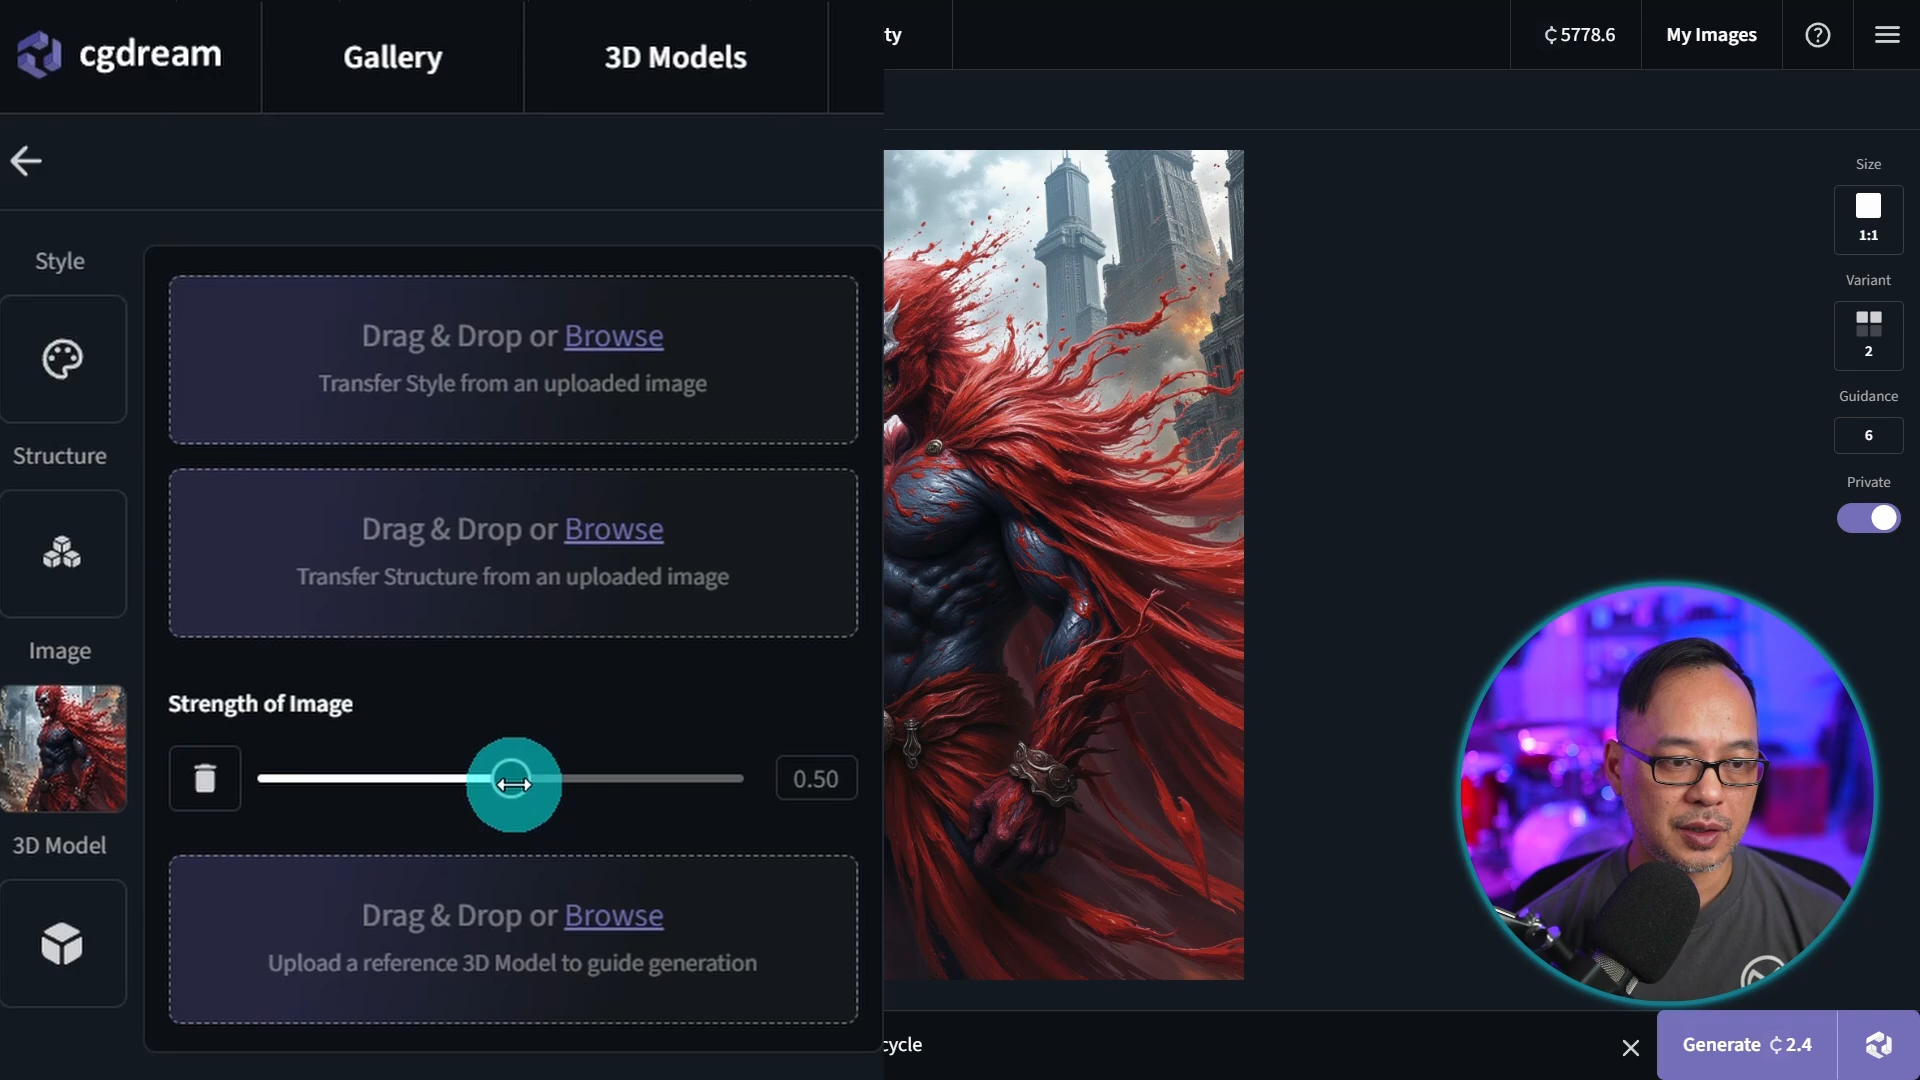 cgdream
Gallery
3D Models
ty
₵ 5778.6
My Images
Style
Structure
Image
3D Model
Drag & Drop or Browse
Transfer Style from an uploaded image
Drag & Drop or Browse
Transfer Structure from an uploaded image
Strength of Image
0.50
Drag & Drop or Browse
Upload a reference 3D Model to guide generation
Size
1:1
Variant
2
Guidance
6
Private
cycle
Generate ₵ 2.4